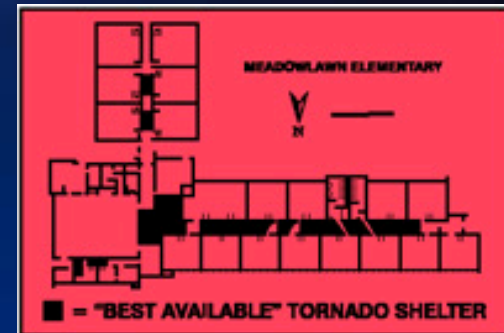 MEADOWLAWN ELEMENTARY
N
■ = "BEST AVAILABLE" TORNADO SHELTER